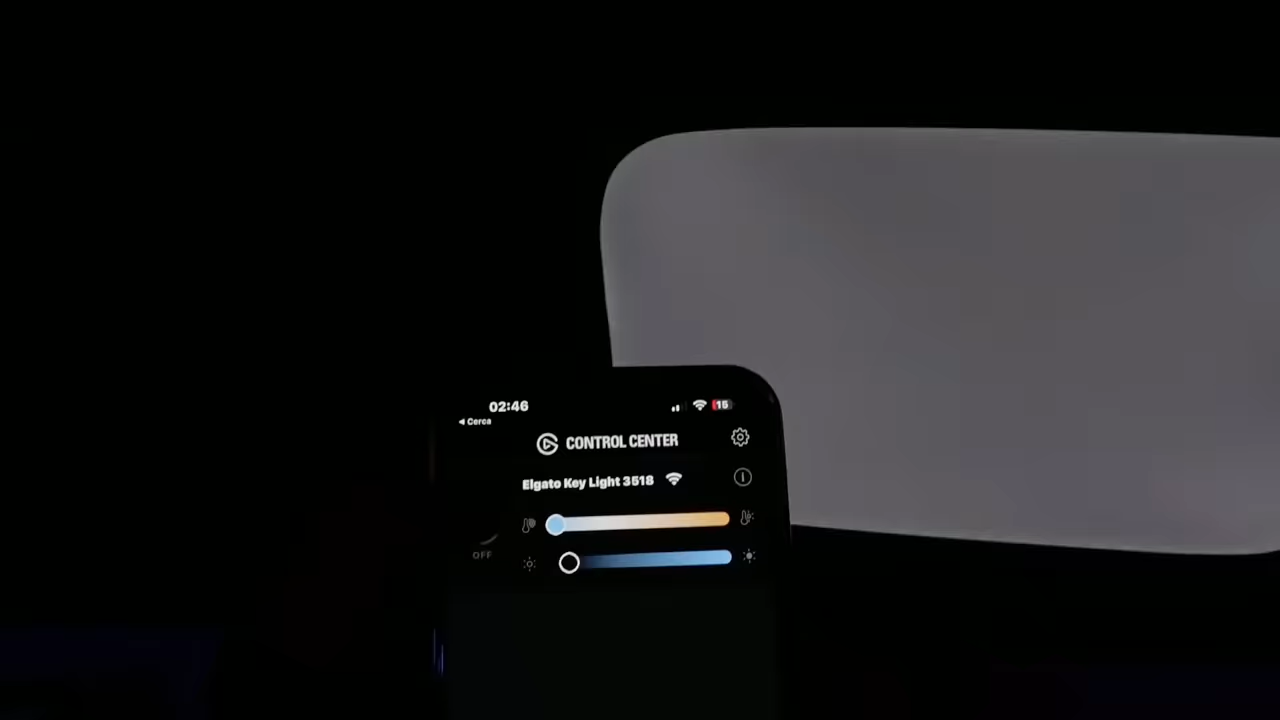 02:46
15
◀ Cerca
CONTROL CENTER
Elgato Key Light 3518
OFF